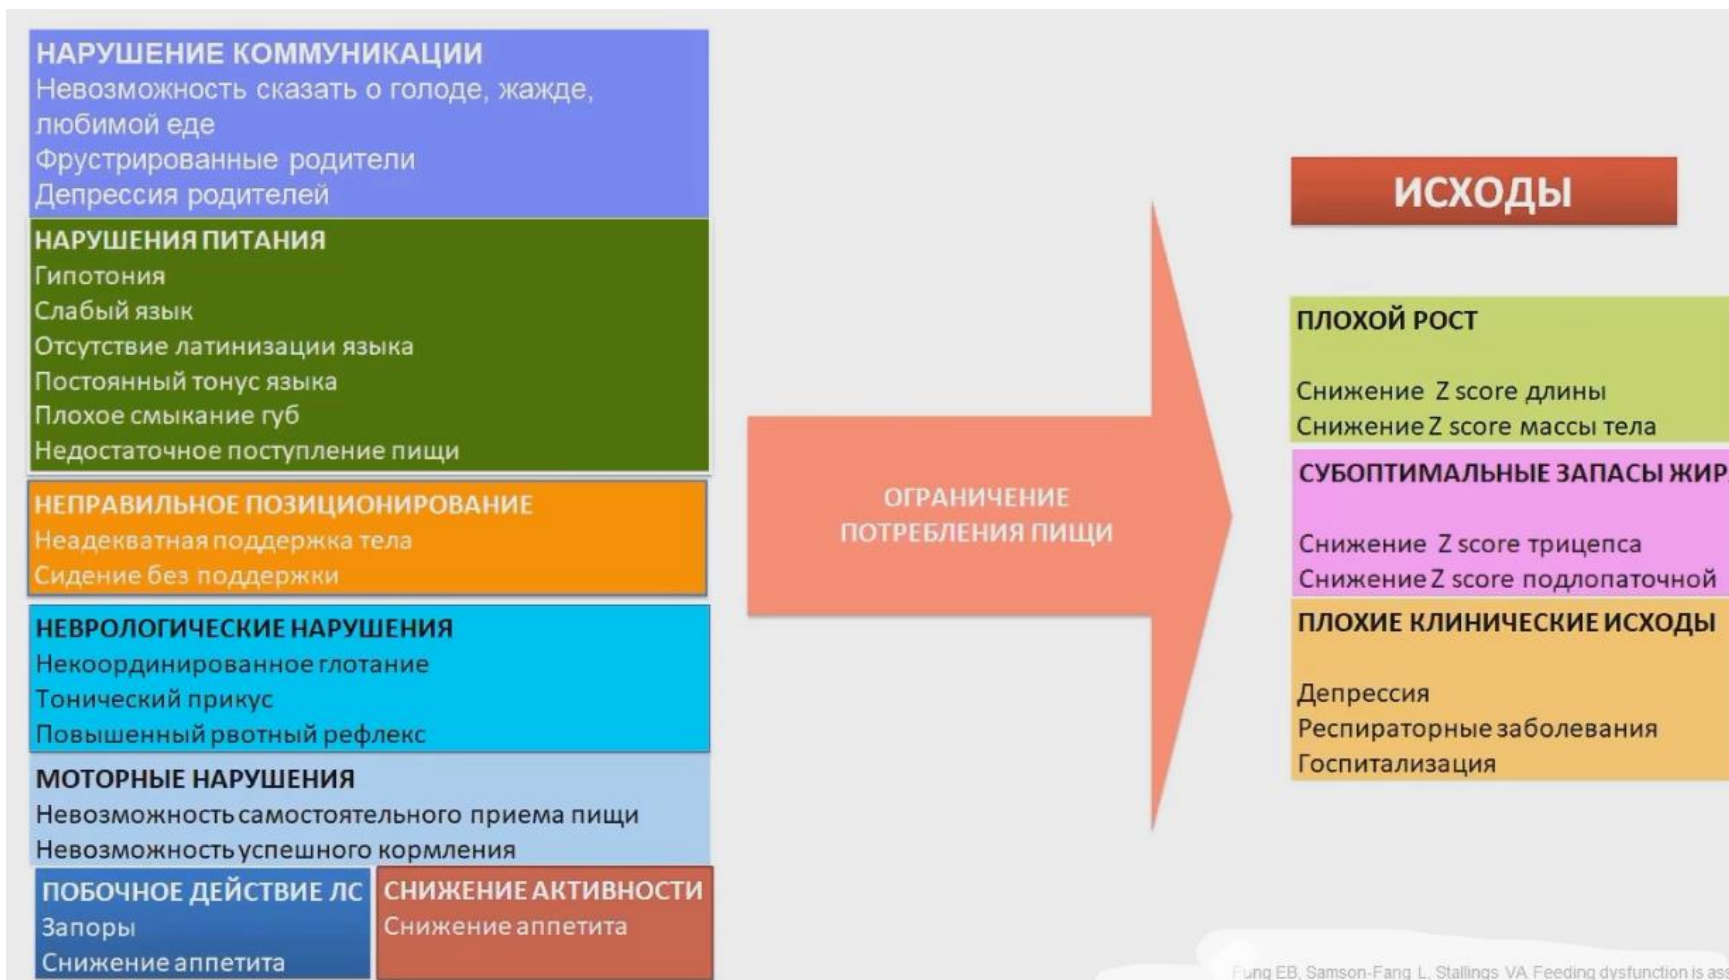 НАРУШЕНИЕ КОММУНИКАЦИИ
Невозможность сказать о голоде, жажде,
любимой еде
Фрустрированные родители
Депрессия родителей
НАРУШЕНИЯ ПИТАНИЯ
Гипотония
Слабый язык
Отсутствие латинизации языка
Постоянный тонус языка
Плохое смыкание губ
Недостаточное поступление пищи
НЕПРАВИЛЬНОЕ ПОЗИЦИОНИРОВАНИЕ
Неадекватная поддержка тела
Сидение без поддержки
НЕВРОЛОГИЧЕСКИЕ НАРУШЕНИЯ
Некоординированное глотание
Тонический прикус
Повышенный рвотный рефлекс
МОТОРНЫЕ НАРУШЕНИЯ
Невозможность самостоятельного приема пищи
Невозможность успешного кормления
ПОБОЧНОЕ ДЕЙСТВИЕ ЛС
Запоры
Снижение аппетита
СНИЖЕНИЕ АКТИВНОСТИ
Снижение аппетита
ОГРАНИЧЕНИЕ
ПОТРЕБЛЕНИЯ ПИЩИ
ИСХОДЫ
ПЛОХОЙ РОСТ
Снижение Z score длины
Снижение Z score массы тела
СУБОПТИМАЛЬНЫЕ ЗАПАСЫ ЖИРА
Снижение Z score трицепса
Снижение Z score подлопаточной
ПЛОХИЕ КЛИНИЧЕСКИЕ ИСХОДЫ
Депрессия
Респираторные заболевания
Госпитализация
Fung EB, Samson-Fang L, Stallings VA Feeding dysfunction is